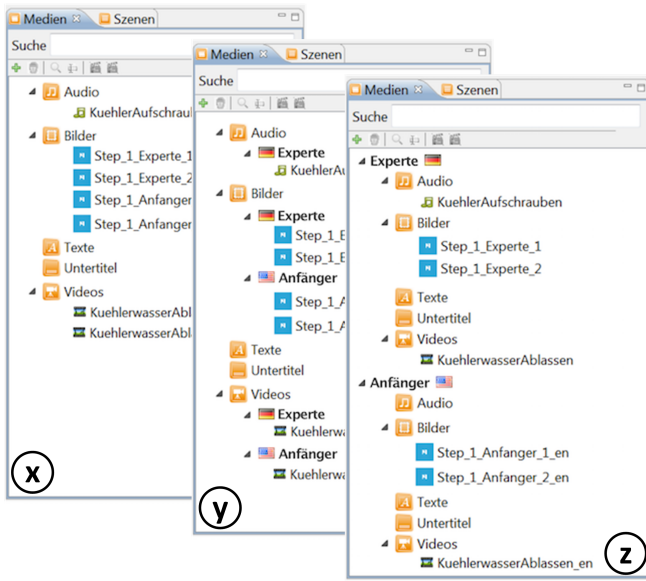 Medien Szenen
Suche
Audio
KuehlerAufschrau
Bilder
Step_1_Experte_1
Step_1_Experte_2
Step_1_Anfanger
Step_1_Anfanger
Texte
Untertitel
Videos
KuehlerwasserAbl
KuehlerwasserAbl
x
Medien Szenen
Suche
Audio
Experte
KuehlerAu
Bilder
Experte
Step_1_E
Step_1_E
Anfänger
Step_1_A
Step_1_A
Texte
Untertitel
Videos
Experte
Kuehlerwa
Anfänger
Kuehlerwa
y
Medien Szenen
Suche
Experte
Audio
KuehlerAufschrauben
Bilder
Step_1_Experte_1
Step_1_Experte_2
Texte
Untertitel
Videos
KuehlerwasserAblassen
Anfänger
Audio
Bilder
Step_1_Anfanger_1_en
Step_1_Anfanger_2_en
Texte
Untertitel
Videos
KuehlerwasserAblassen_en
z